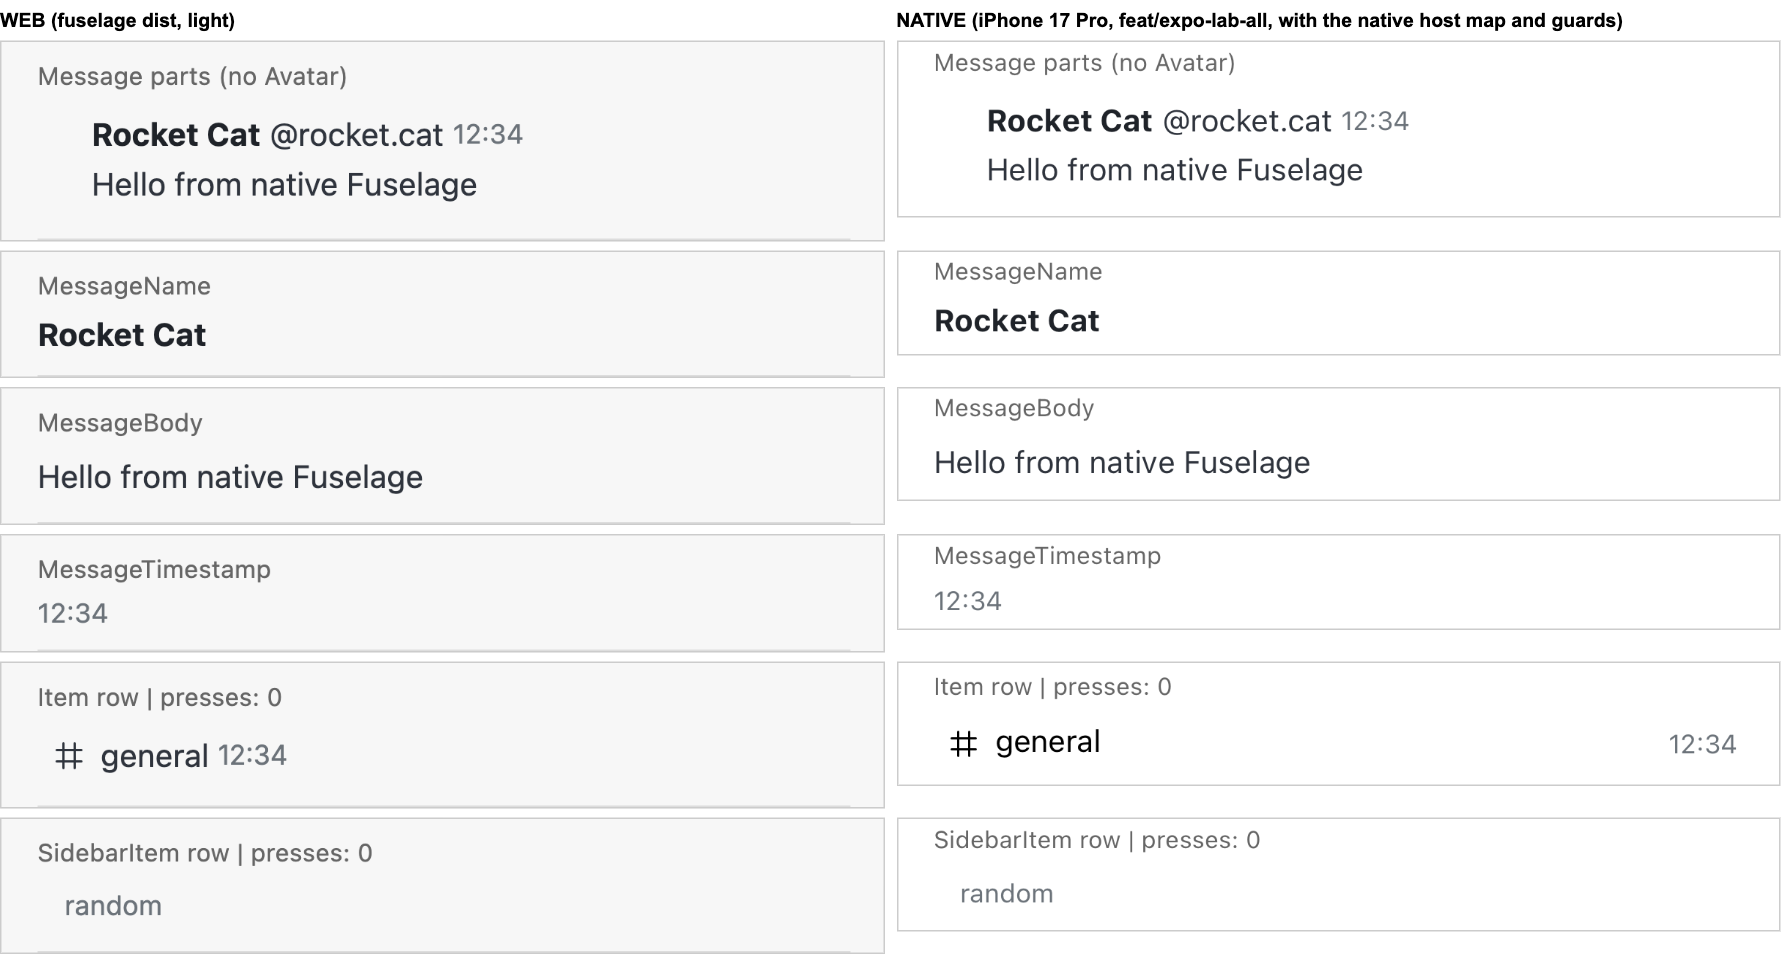 WEB (fuselage dist, light)
Message parts (no Avatar)
Rocket Cat @rocket.cat 12:34
Hello from native Fuselage
MessageName
Rocket Cat
MessageBody
Hello from native Fuselage
MessageTimestamp
12:34
Item row | presses: 0
general 12:34
SidebarItem row | presses: 0
random
NATIVE (iPhone 17 Pro, feat/expo-lab-all, with the native host map and guards)
Message parts (no Avatar)
Rocket Cat @rocket.cat 12:34
Hello from native Fuselage
MessageName
Rocket Cat
MessageBody
Hello from native Fuselage
MessageTimestamp
12:34
Item row | presses: 0
general 12:34
SidebarItem row | presses: 0
random